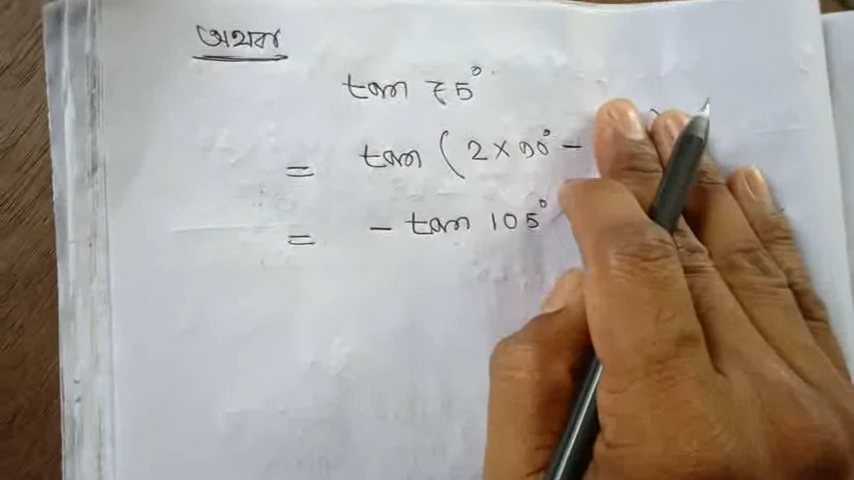 অথবা
tan 75°
= tan (2 × 90° –
= – tan 105°